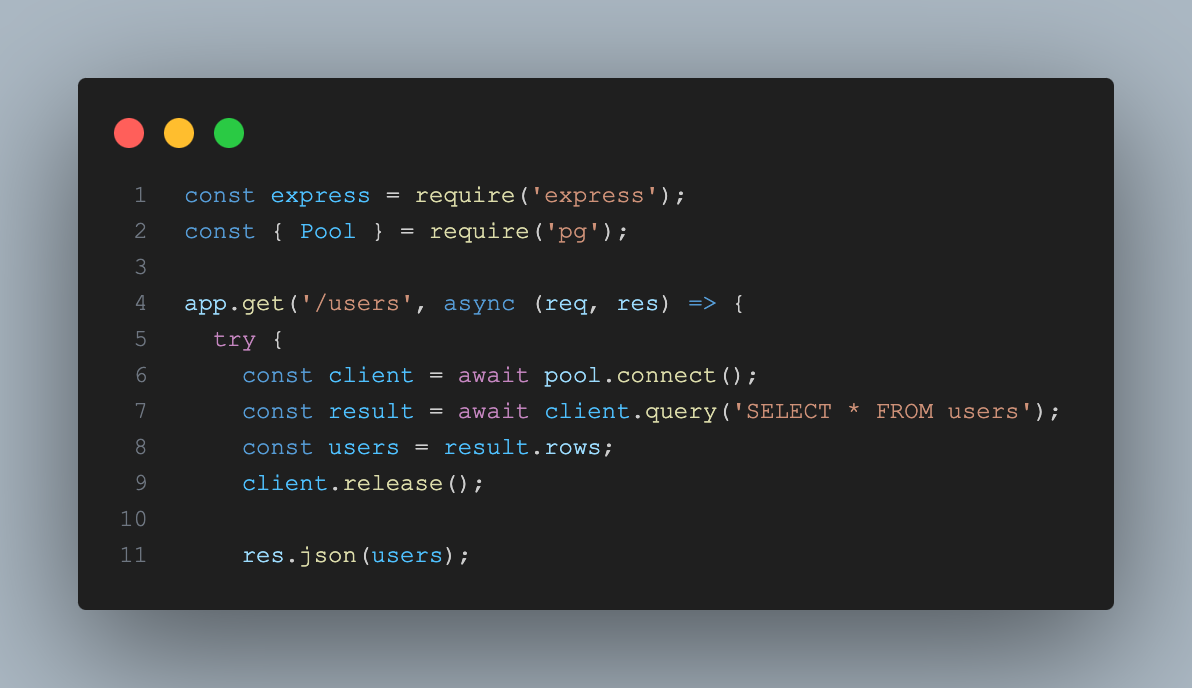 1 const express = require('express');
2 const { Pool } = require('pg');
3
4 app.get('/users', async (req, res) => {
5   try {
6     const client = await pool.connect();
7     const result = await client.query('SELECT * FROM users');
8     const users = result.rows;
9     client.release();
10
11     res.json(users);